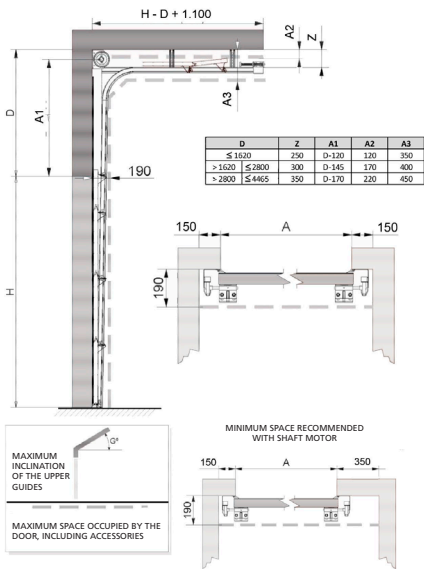 H - D + 1.100
A2
Z
D
A1
A3
190
H
D Z A1 A2 A3
≤ 1620 250 D-120 120 350
> 1620 ≤ 2800 300 D-145 170 400
> 2800 ≤ 4465 350 D-170 220 450
150 A 150
190
G°
MAXIMUM
INCLINATION
OF THE UPPER
GUIDES
MAXIMUM SPACE OCCUPIED BY THE
DOOR, INCLUDING ACCESSORIES
MINIMUM SPACE RECOMMENDED
WITH SHAFT MOTOR
150 A 350
190